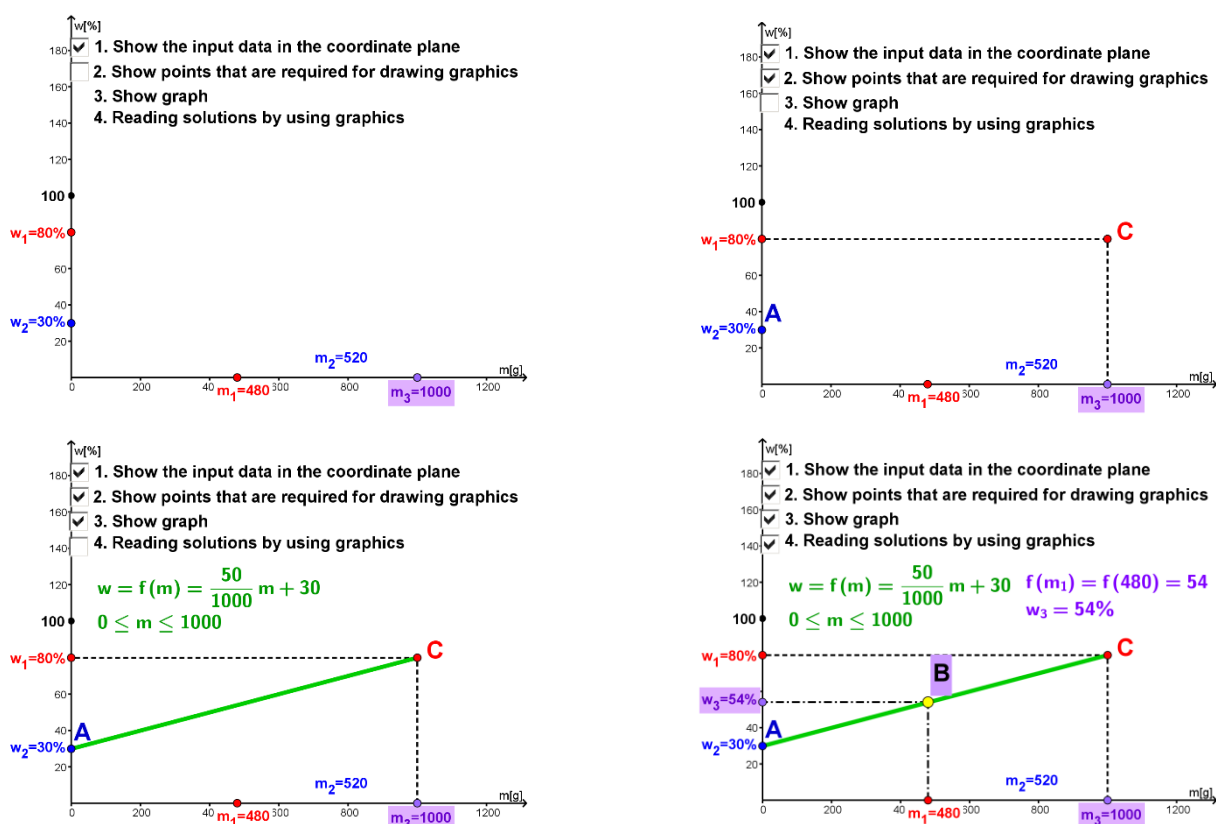 w[%]
180
1. Show the input data in the coordinate plane
160
2. Show points that are required for drawing graphics
3. Show graph
140
4. Reading solutions by using graphics
120
100
w₁=80%
60
40
w₂=30%
20
m₂=520
m[g]
0 200 40 600 800 1200
m₁=480
m₃=1000
w[%]
180
1. Show the input data in the coordinate plane
160
2. Show points that are required for drawing graphics
3. Show graph
140
4. Reading solutions by using graphics
120
100
w₁=80%
C
60
40
A
w₂=30%
20
m₂=520
m[g]
0 200 40 600 800 1200
m₁=480
m₃=1000
w[%]
180
1. Show the input data in the coordinate plane
160
2. Show points that are required for drawing graphics
3. Show graph
140
4. Reading solutions by using graphics
120
w = f(m) = 50/1000 m + 30
100
0 ≤ m ≤ 1000
w₁=80%
C
60
40
A
w₂=30%
20
m₂=520
m[g]
0 200 40 600 800 1200
m₁=480
m₃=1000
w[%]
180
1. Show the input data in the coordinate plane
160
2. Show points that are required for drawing graphics
3. Show graph
140
4. Reading solutions by using graphics
120
w = f(m) = 50/1000 m + 30
f(m₁) = f(480) = 54
100
0 ≤ m ≤ 1000
w₃ = 54%
w₁=80%
C
B
60
w₃=54%
40
A
w₂=30%
20
m₂=520
m[g]
0 200 40 600 800 1200
m₁=480
m₃=1000